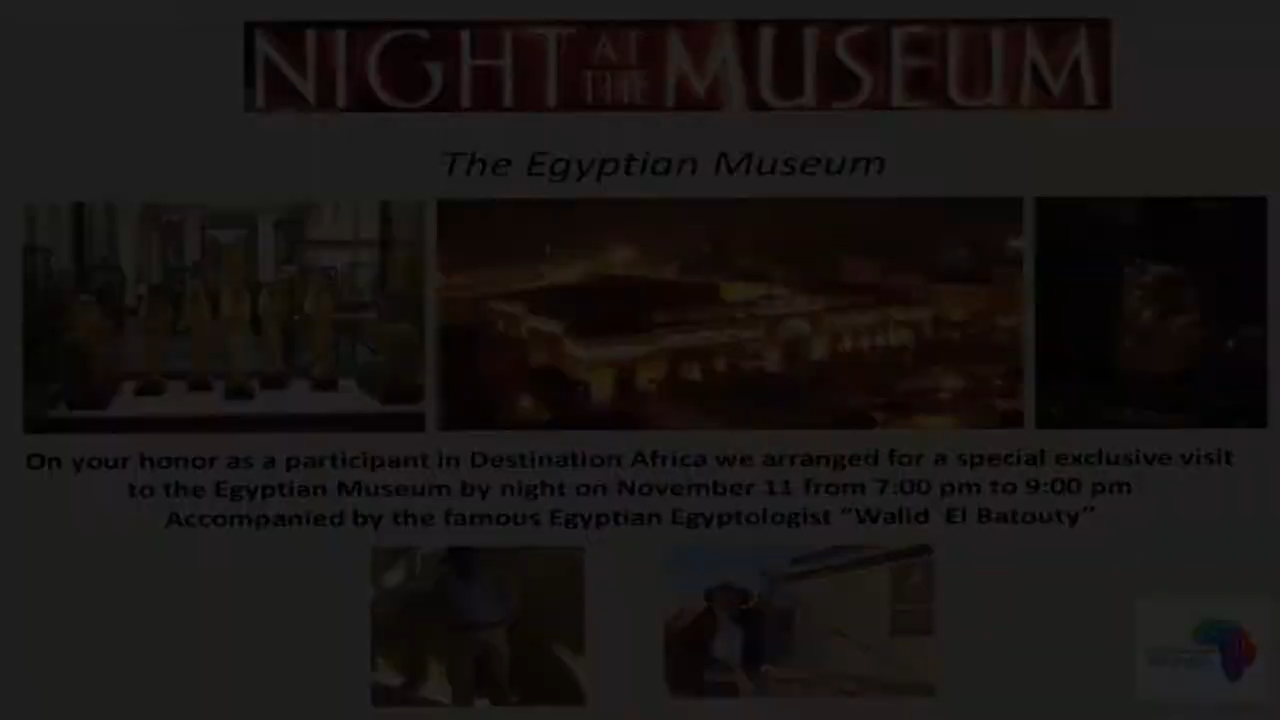 NIGHT AT THE MUSEUM
The Egyptian Museum
On your honor as a participant in Destination Africa we arranged for a special exclusive visit
to the Egyptian Museum by night on November 11 from 7:00 pm to 9:00 pm
Accompanied by the famous Egyptian Egyptologist “Walid El Batouty”